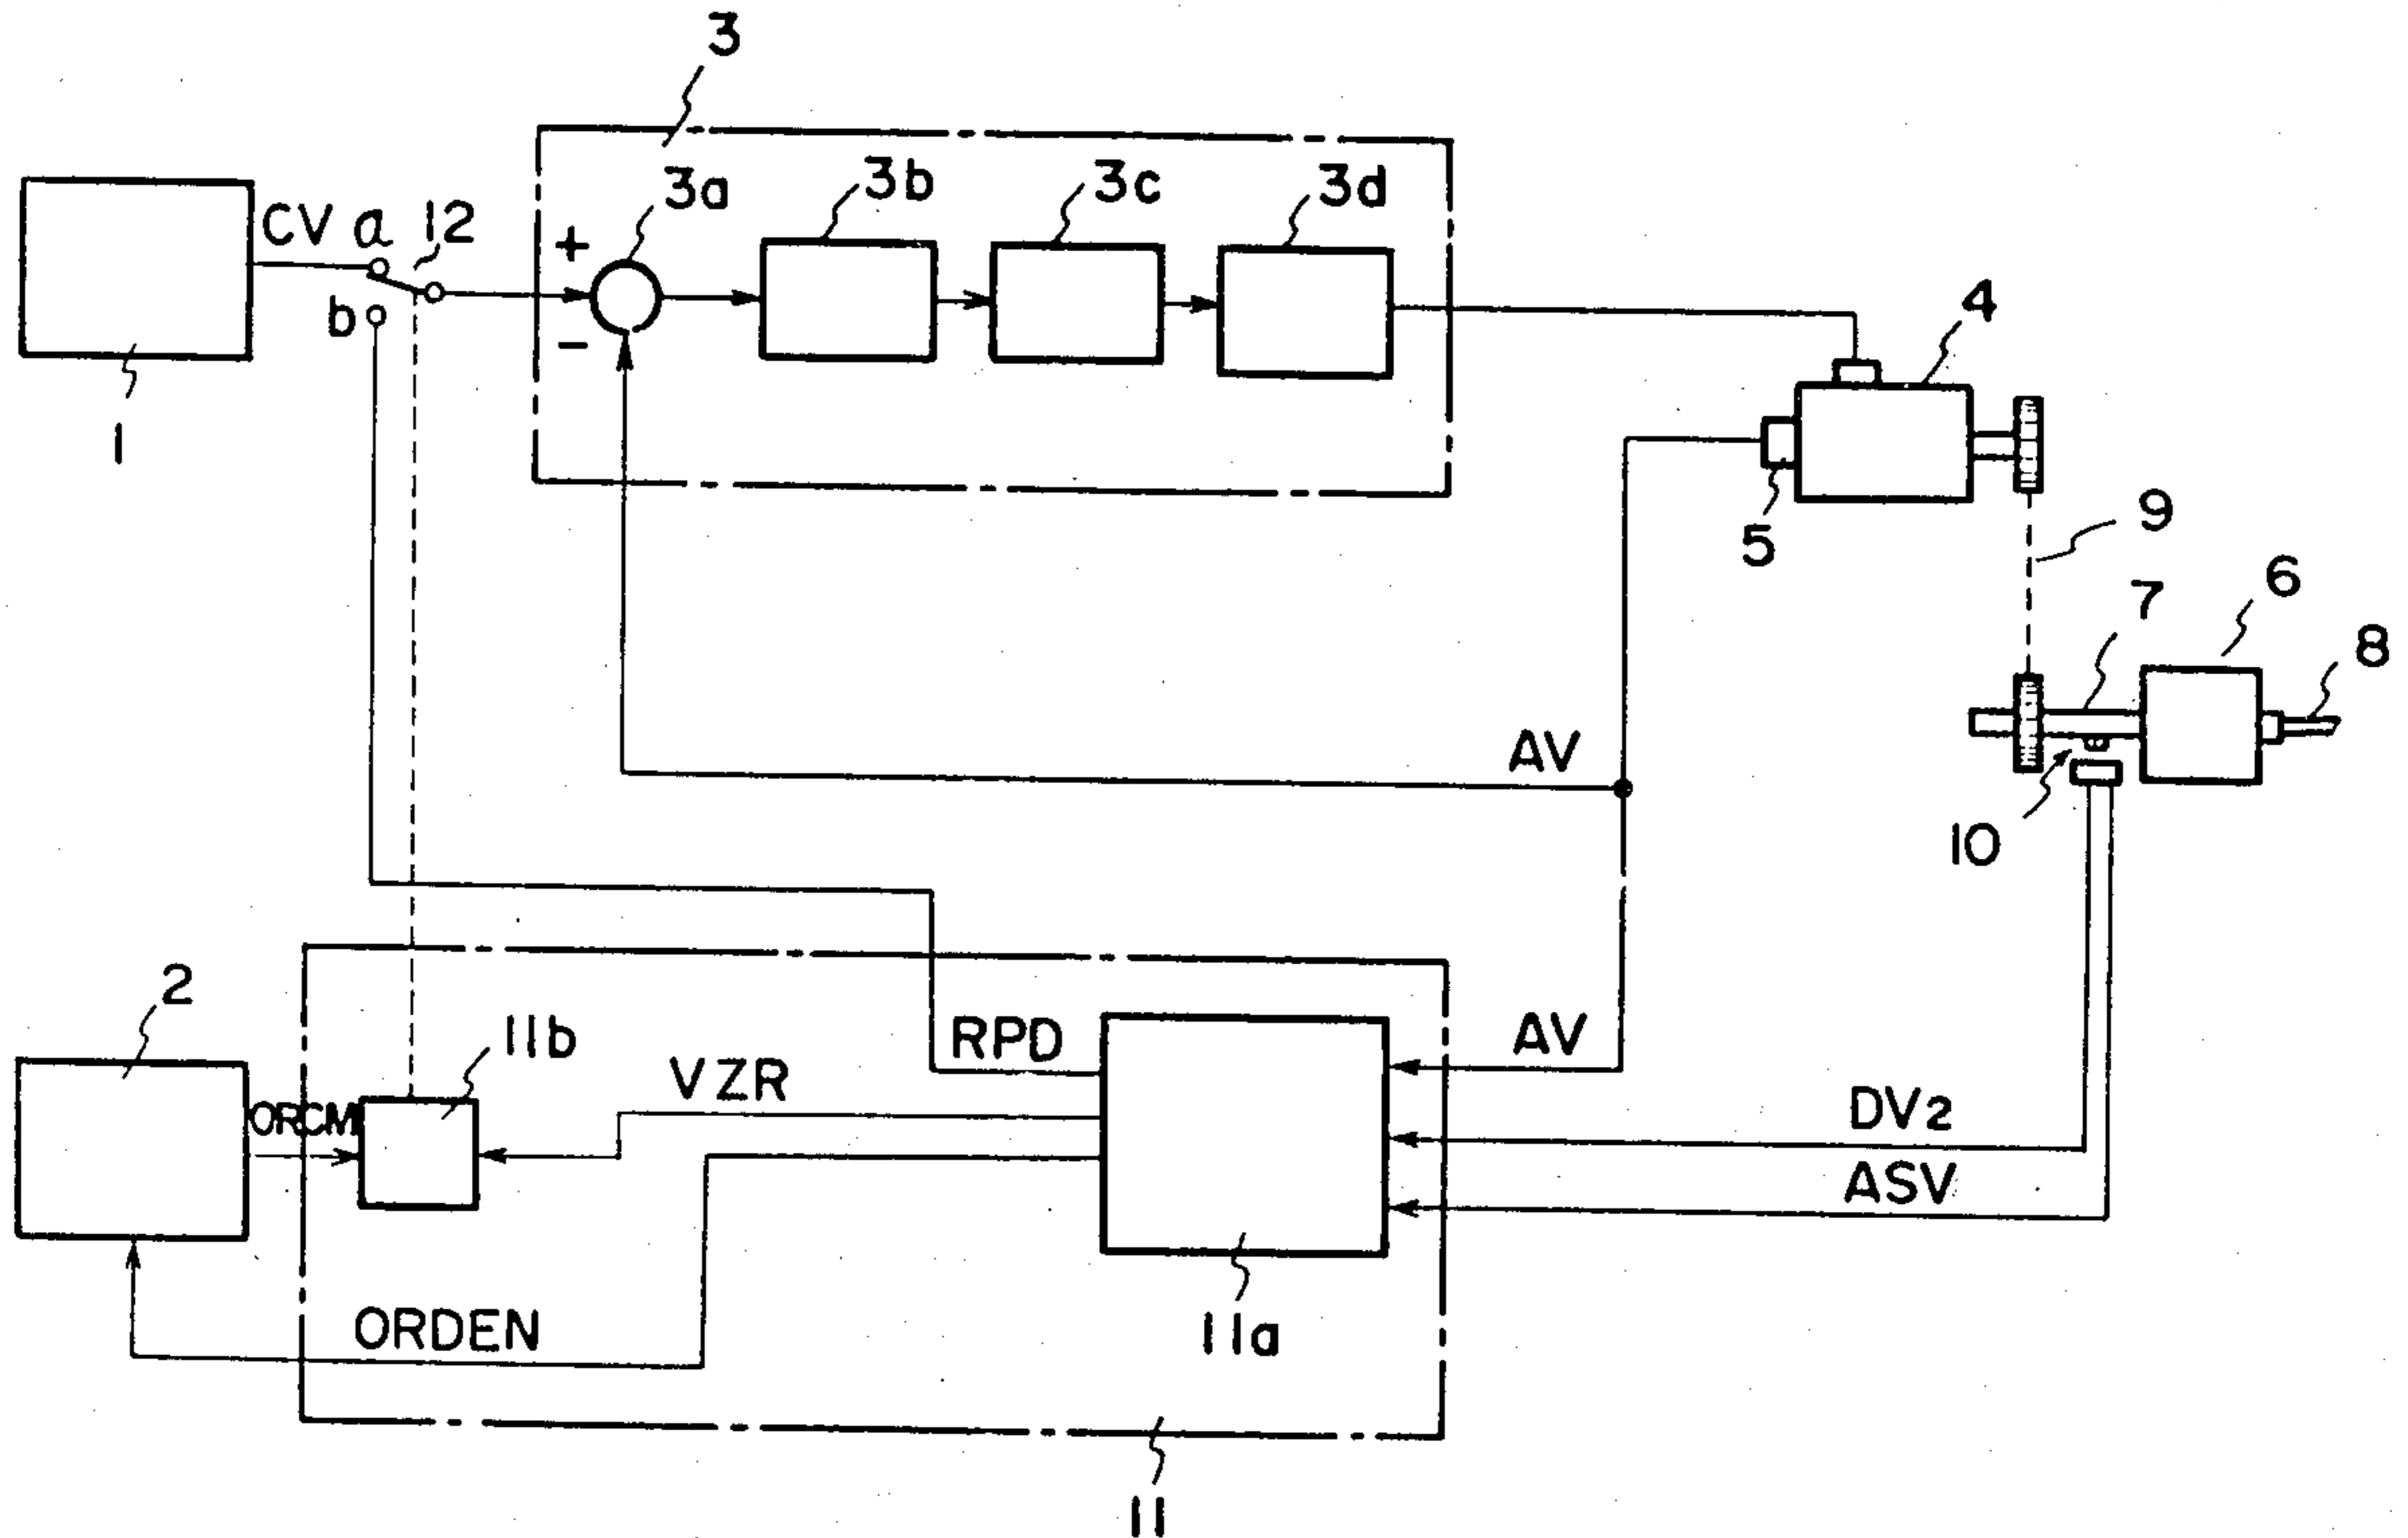 3
3a
3b
3c
3d
CV
a
12
+
-
b
1
4
5
9
7
6
8
AV
10
2
11b
RPD
AV
VZR
ORCM
DV2
ASV
ORDEN
11a
11